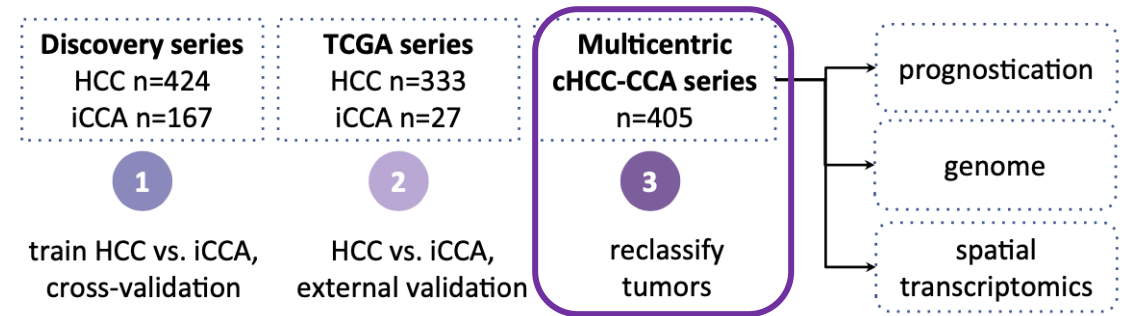 Discovery series
HCC n=424
iCCA n=167
1
train HCC vs. iCCA,
cross-validation
TCGA series
HCC n=333
iCCA n=27
2
HCC vs. iCCA,
external validation
Multicentric
cHCC-CCA series
n=405
3
reclassify
tumors
prognostication
genome
spatial
transcriptomics